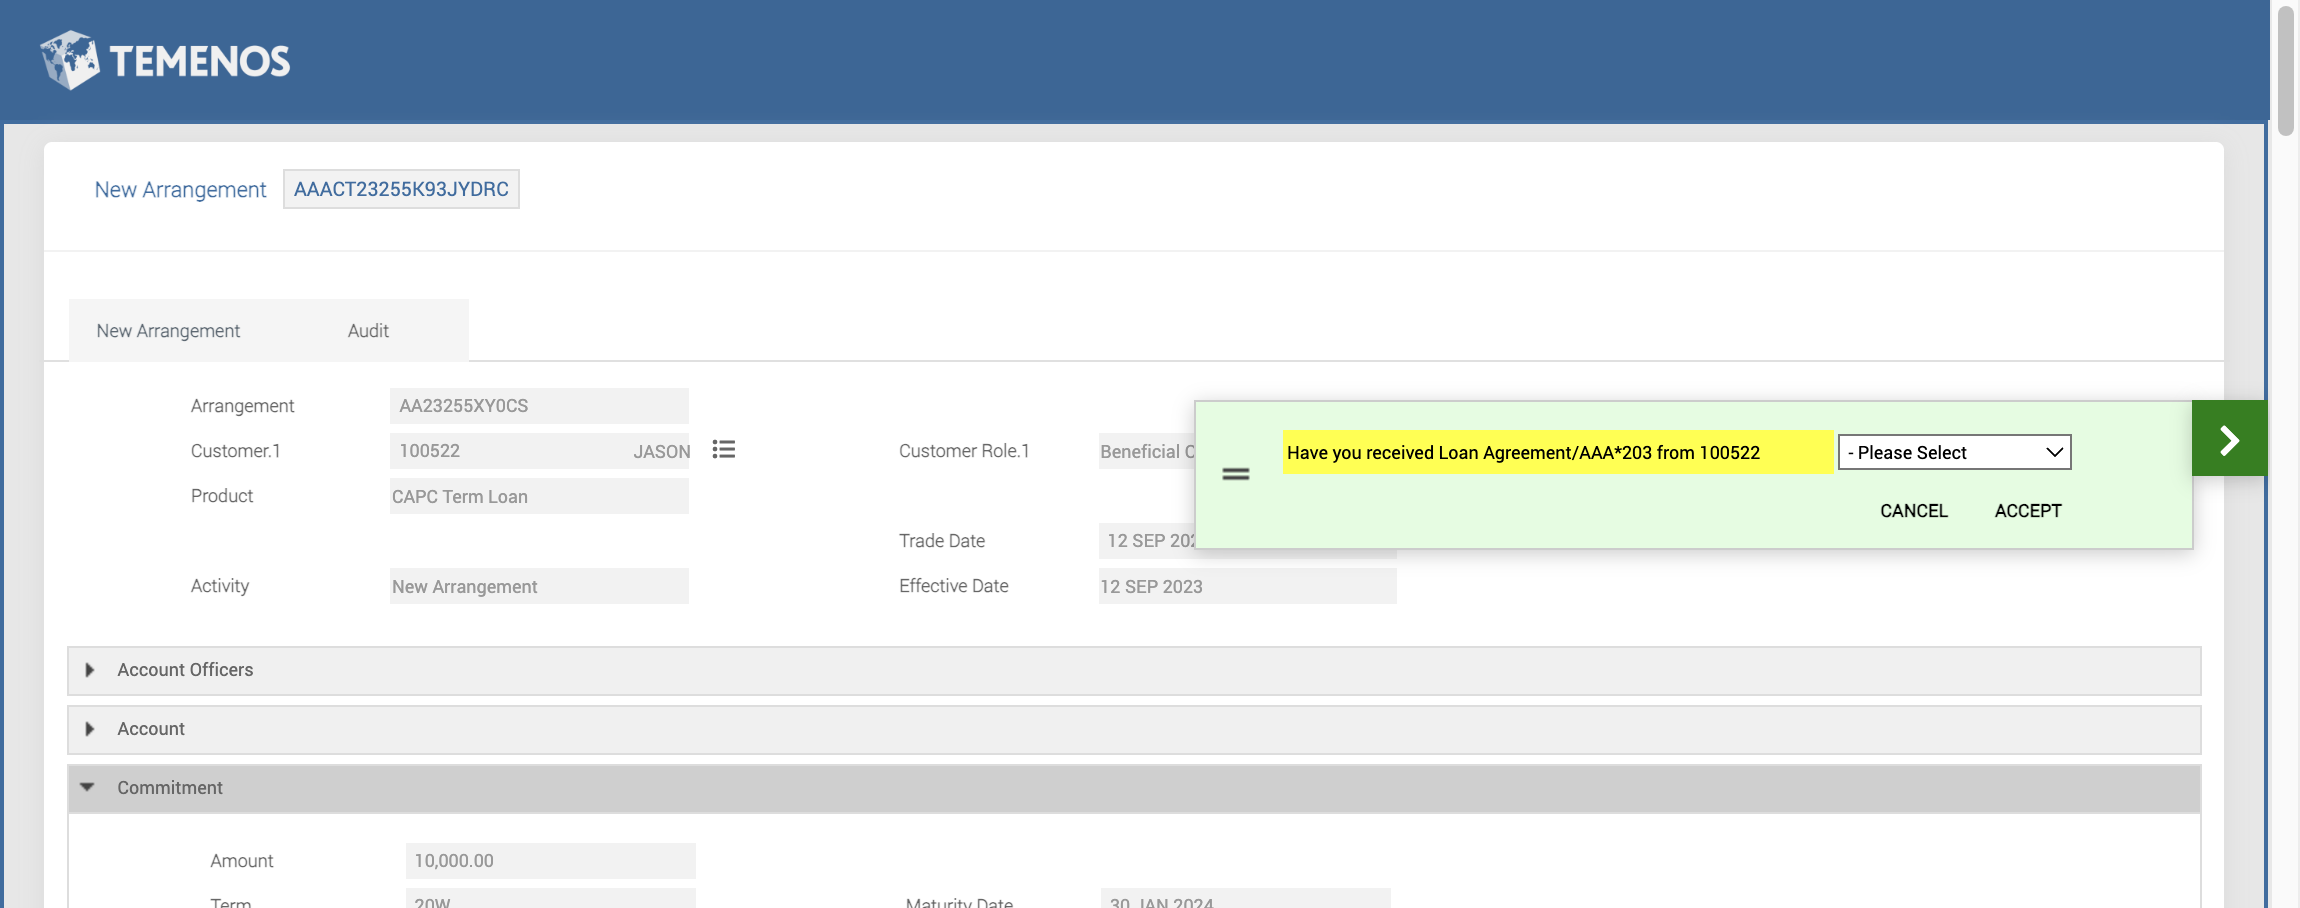 TEMENOS
New Arrangement AAACT23255K93JYDRC
New Arrangement Audit
Arrangement AA23255XY0CS
Customer.1 100522 JASON Customer Role.1 Beneficial
Have you received Loan Agreement/AAA*203 from 100522 - Please Select
Product CAPC Term Loan
CANCEL ACCEPT
Trade Date 12 SEP
Activity New Arrangement Effective Date 12 SEP 2023
Account Officers
Account
Commitment
Amount 10,000.00
Term 20W Maturity Date 30 JAN 2024